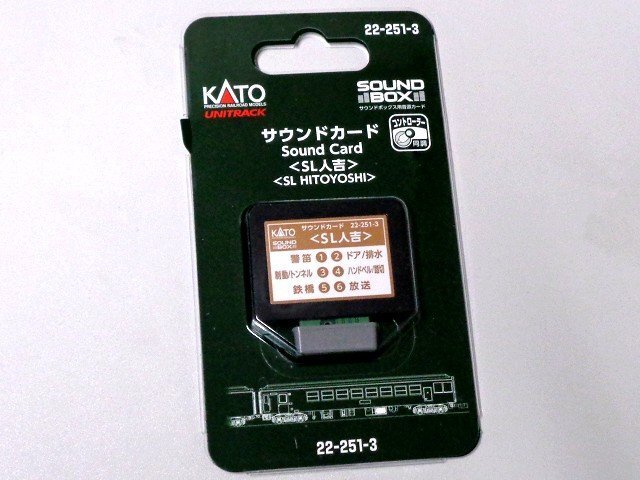 22-251-3
KATO
PRECISION RAILROAD MODELS
UNITRACK
SOUND BOX
サウンドボックス用音源カード
サウンドカード
Sound Card
<SL人吉>
<SL HITOYOSHI>
コントローラー
同調
KATO サウンドカード 22-251-3
SOUND BOX <SL人吉>
警笛 1 2 ドア/排水
制動/トンネル 3 4 ハンドベル/踏切
鉄橋 5 6 放送
22-251-3